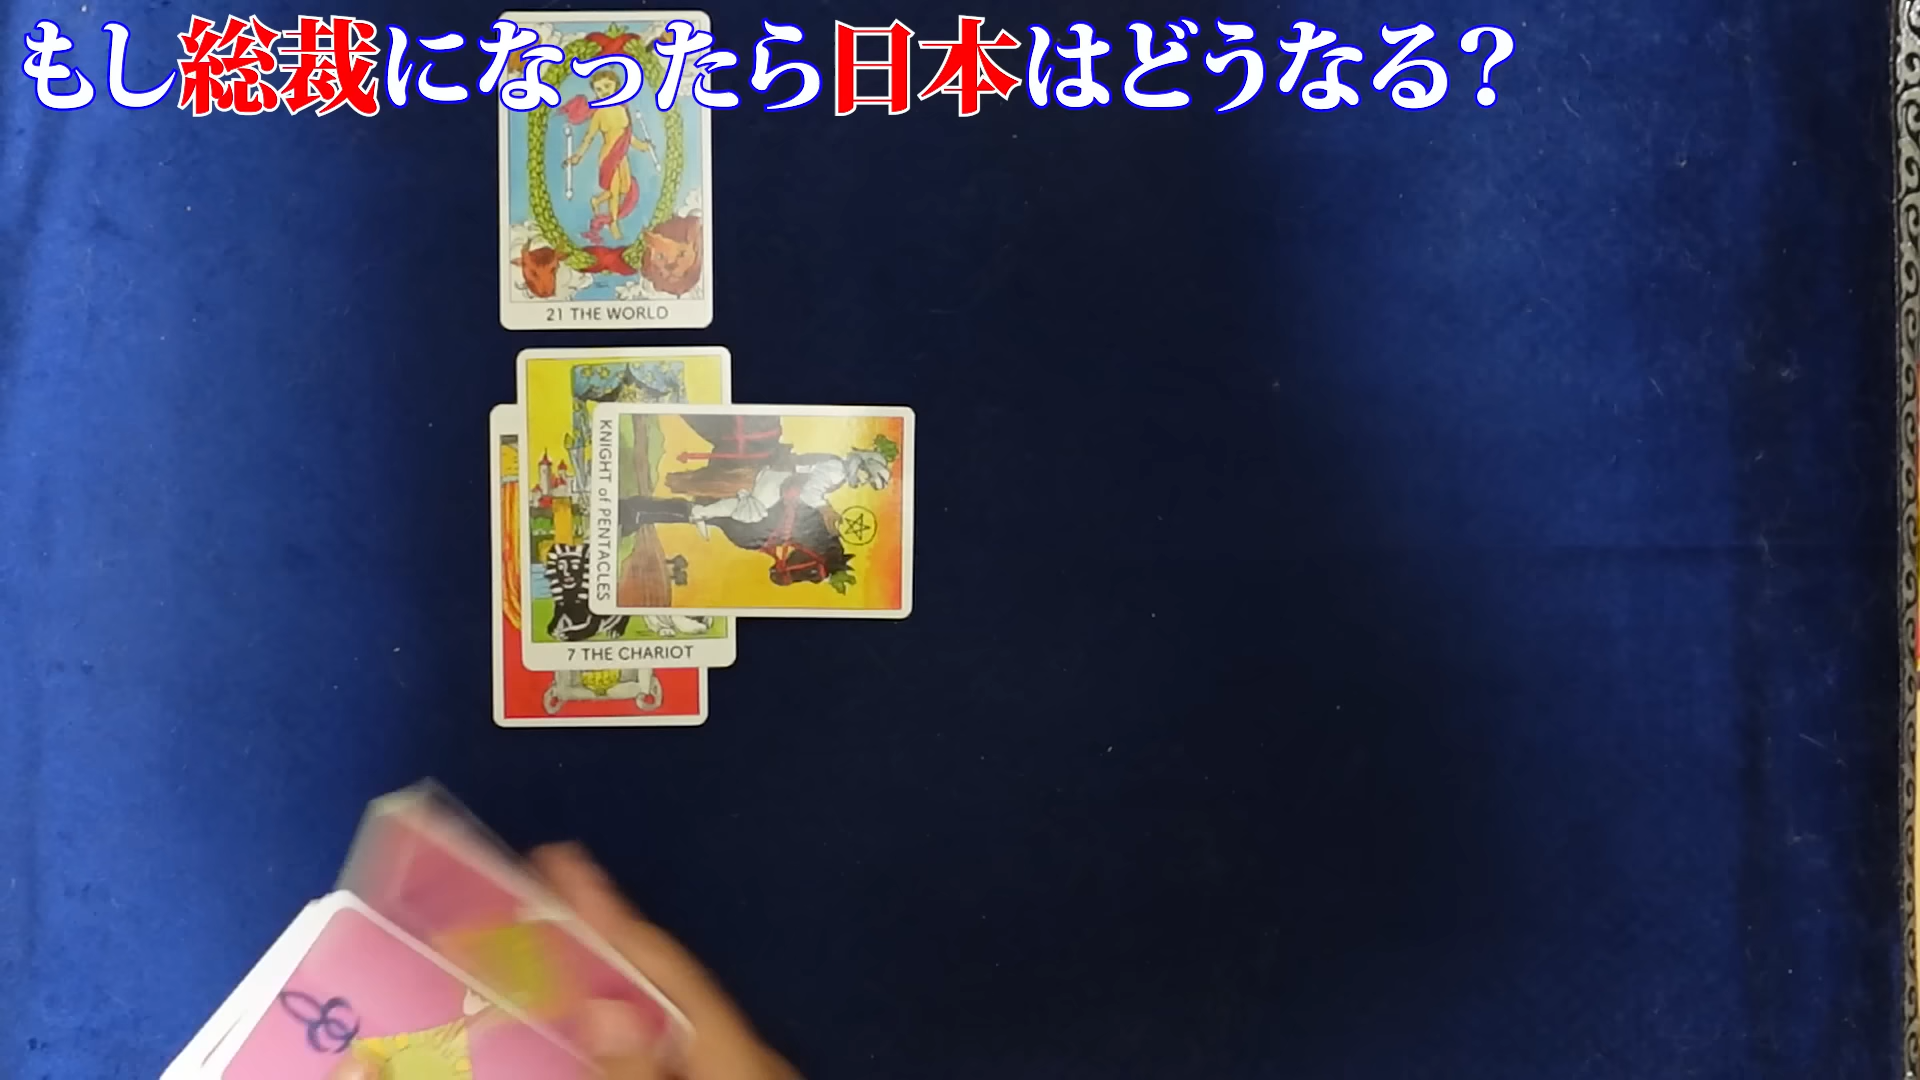 もし総裁になったら日本はどうなる？
21 THE WORLD
KNIGHT of PENTACLES
7 THE CHARIOT